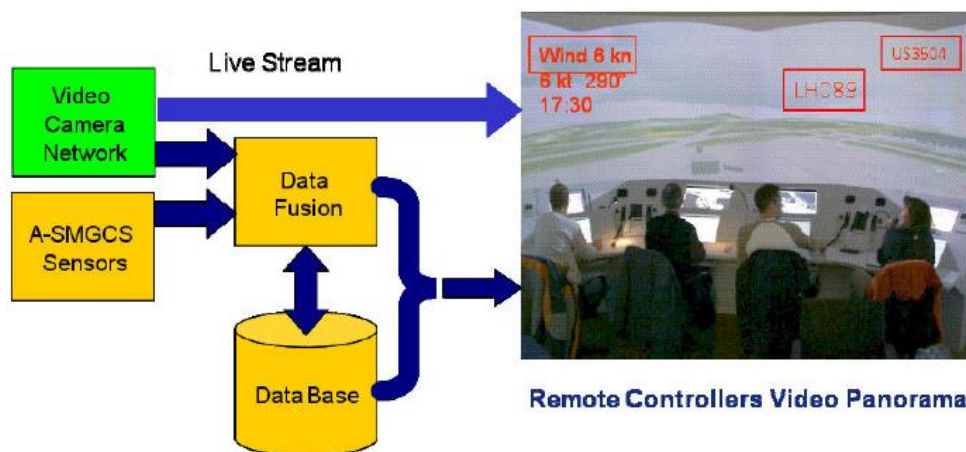 Live Stream
Video
Camera
Network
A-SMGCS
Sensors
Data
Fusion
Data Base
Wind 6 kn
6 kt 290°
17:30
LHC89
US3504
Remote Controllers Video Panorama